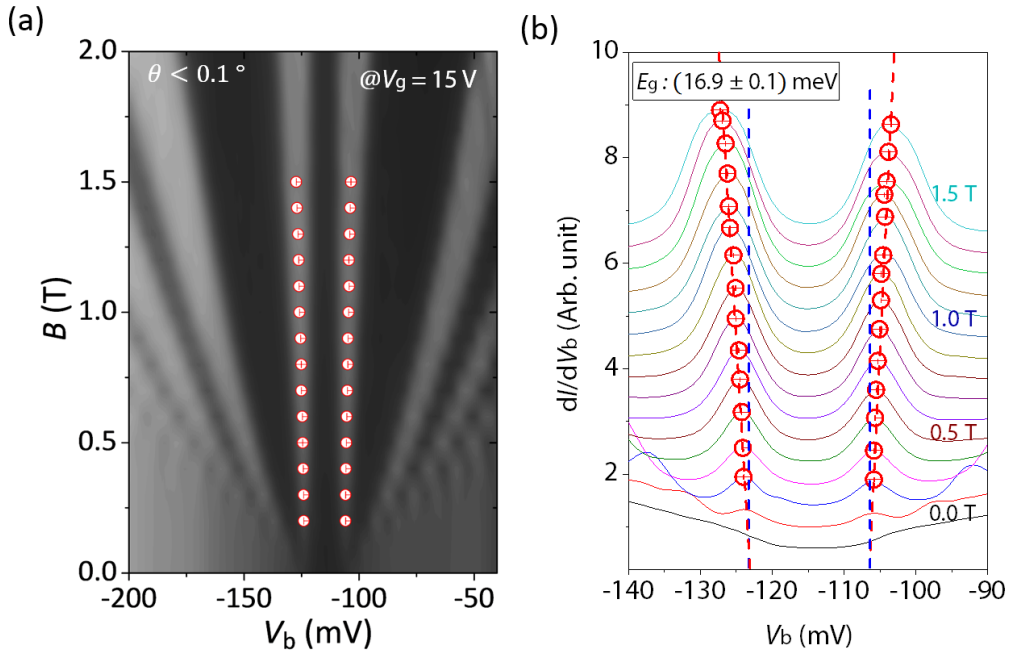 (a)
θ < 0.1 °
@Vg = 15 V
B (T)
2.0
1.5
1.0
0.5
0.0
-200
-150
-100
-50
Vb (mV)
(b)
Eg : (16.9 ± 0.1) meV
dI/dVb (Arb. unit)
10
8
6
4
2
1.5 T
1.0 T
0.5 T
0.0 T
-140
-130
-120
-110
-100
-90
Vb (mV)